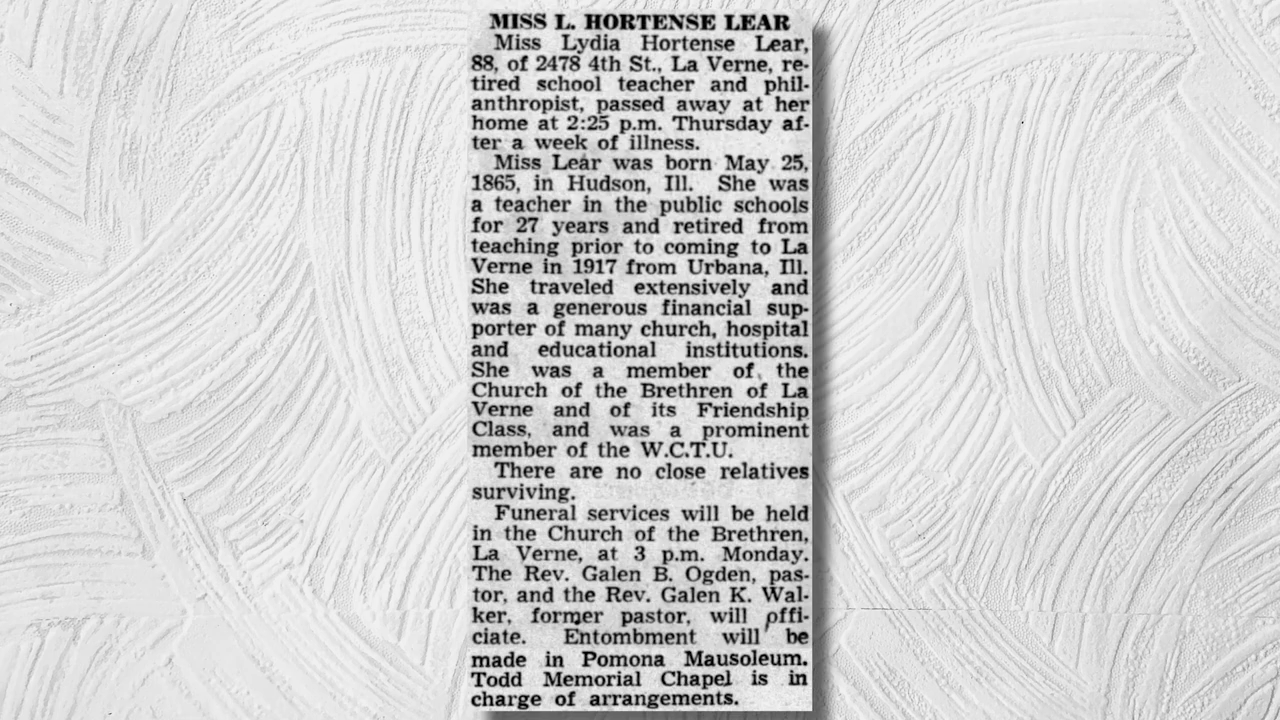 MISS L. HORTENSE LEAR
Miss Lydia Hortense Lear,
88, of 2478 4th St., La Verne, re-
tired school teacher and phil-
anthropist, passed away at her
home at 2:25 p.m. Thursday af-
ter a week of illness.
Miss Lear was born May 25,
1865, in Hudson, Ill. She was
a teacher in the public schools
for 27 years and retired from
teaching prior to coming to La
Verne in 1917 from Urbana, Ill.
She traveled extensively and
was a generous financial sup-
porter of many church, hospital
and educational institutions.
She was a member of the
Church of the Brethren of La
Verne and of its Friendship
Class, and was a prominent
member of the W.C.T.U.
There are no close relatives
surviving.
Funeral services will be held
in the Church of the Brethren,
La Verne, at 3 p.m. Monday.
The Rev. Galen B. Ogden, pas-
tor, and the Rev. Galen K. Wal-
ker, former pastor, will offi-
ciate. Entombment will be
made in Pomona Mausoleum.
Todd Memorial Chapel is in
charge of arrangements.